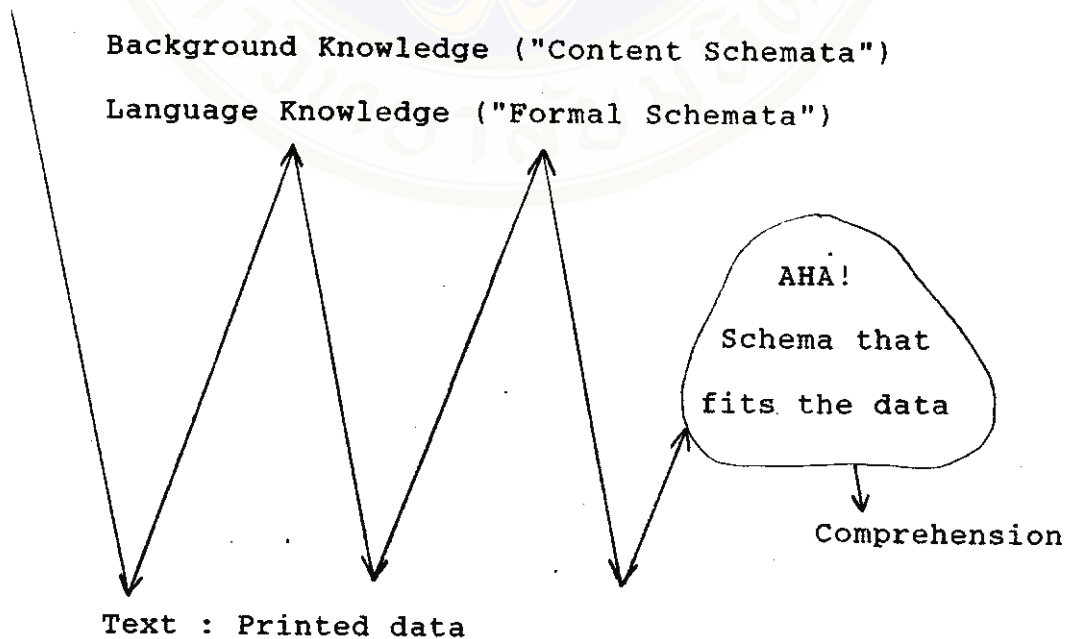 Background Knowledge ("Content Schemata")
Language Knowledge ("Formal Schemata")
AHA!
Schema that
fits the data
Comprehension
Text : Printed data